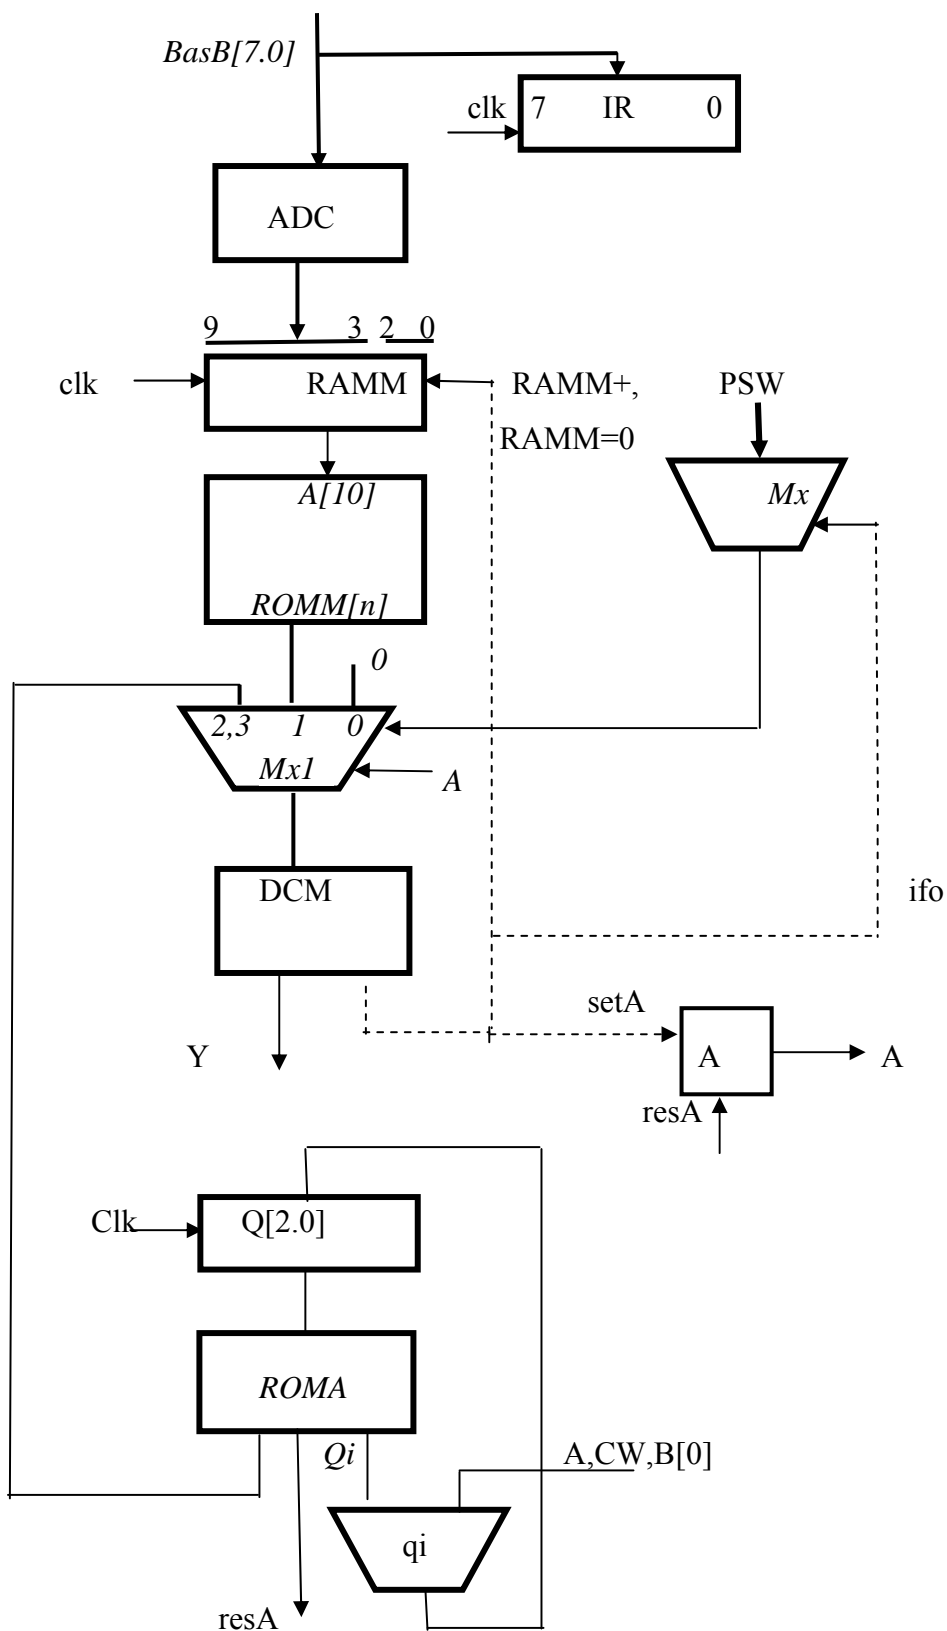 BasB[7.0]
clk
7 IR 0
ADC
9 3 2 0
clk
RAMM
RAMM+,
RAMM=0
PSW
Mx
A[10]
ROMM[n]
0
2,3 1 0
Mx1
A
DCM
ifo
setA
Y
A
A
resA
Clk
Q[2.0]
ROMA
Qi
A,CW,B[0]
qi
resA